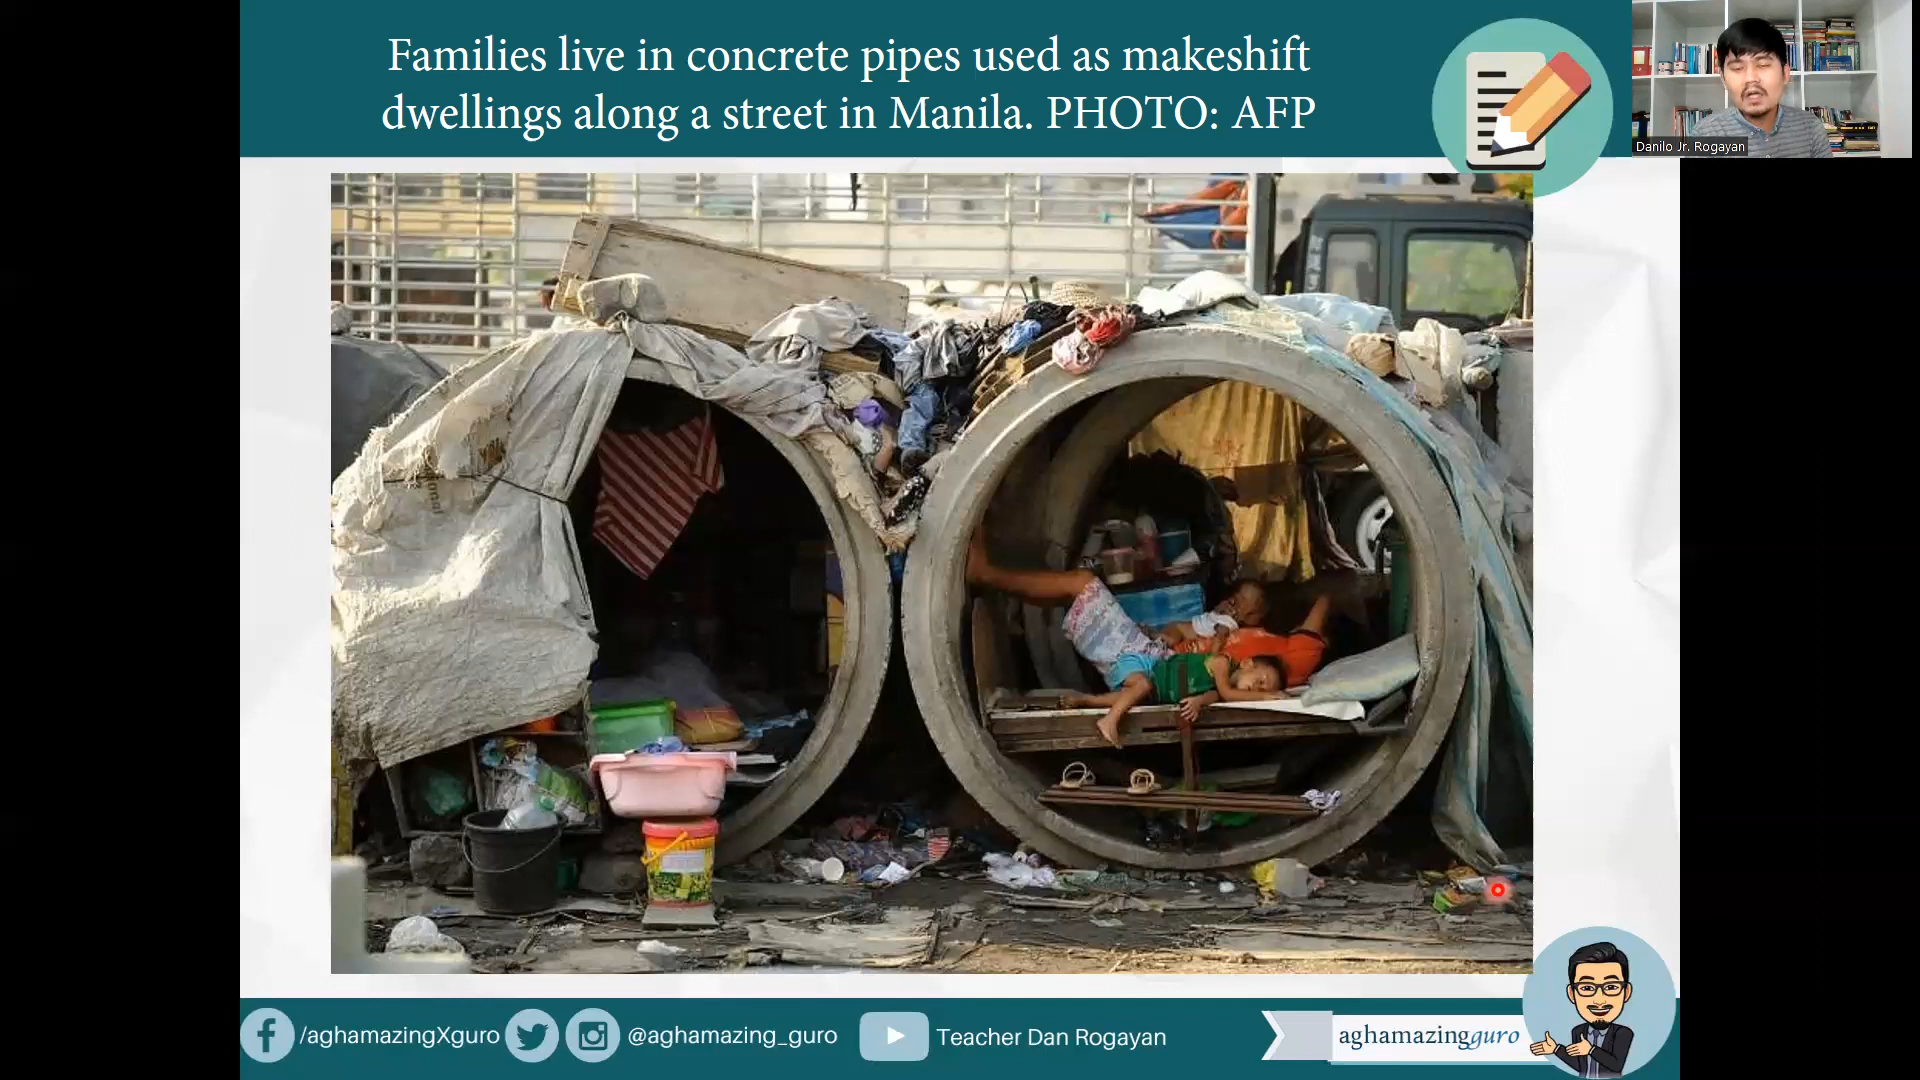 Families live in concrete pipes used as makeshift
dwellings along a street in Manila. PHOTO: AFP
Danilo Jr. Rogayan
/aghamazingXguro
@aghamazing_guro
Teacher Dan Rogayan
aghamazingguro